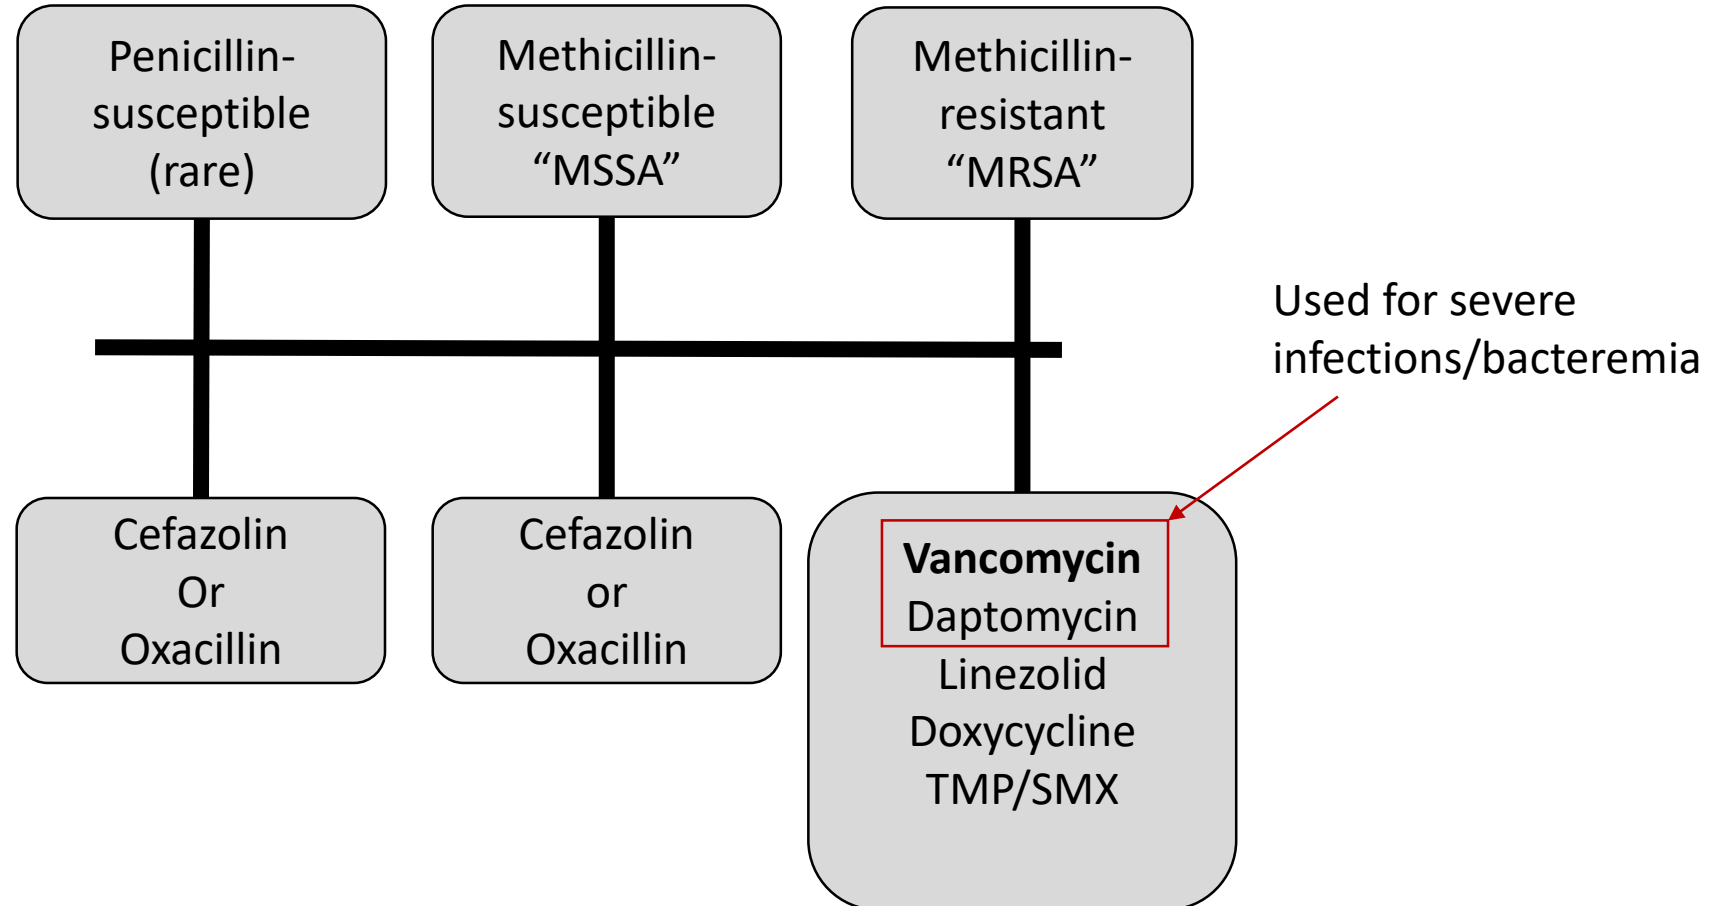 Penicillin-
susceptible
(rare)
Methicillin-
susceptible
“MSSA”
Methicillin-
resistant
“MRSA”
Used for severe
infections/bacteremia
Cefazolin
Or
Oxacillin
Cefazolin
or
Oxacillin
Vancomycin
Daptomycin
Linezolid
Doxycycline
TMP/SMX